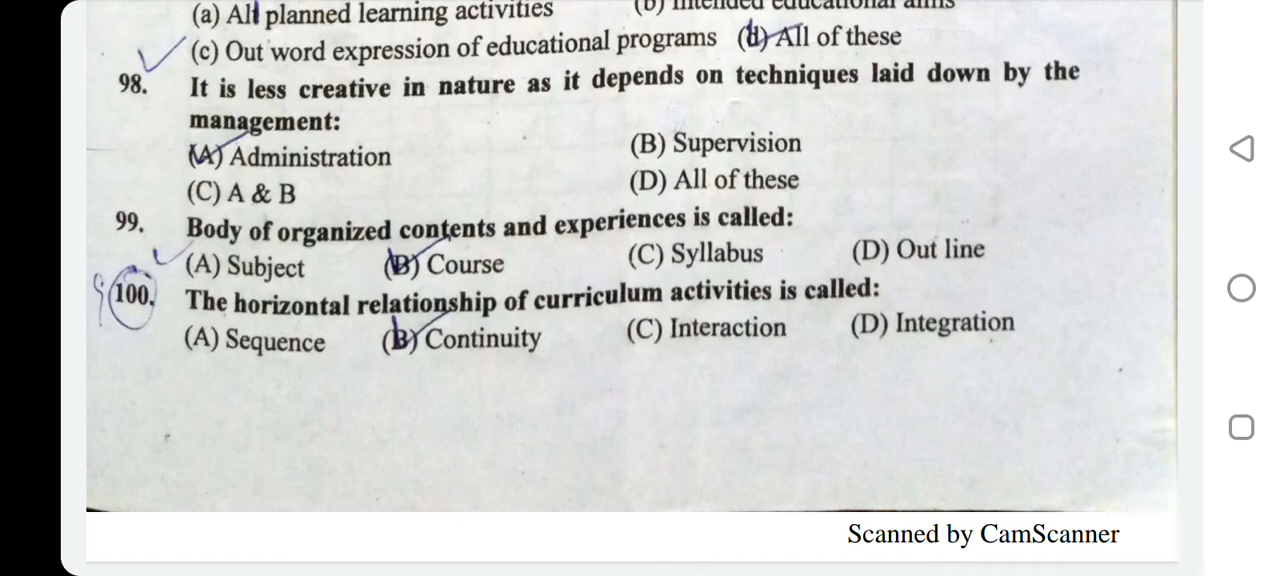 (a) All planned learning activities (b) Intended educational aims
(c) Out word expression of educational programs (d) All of these
98. It is less creative in nature as it depends on techniques laid down by the
management:
(A) Administration (B) Supervision
(C) A & B (D) All of these
99. Body of organized contents and experiences is called:
(A) Subject (B) Course (C) Syllabus (D) Out line
100. The horizontal relationship of curriculum activities is called:
(A) Sequence (B) Continuity (C) Interaction (D) Integration
Scanned by CamScanner